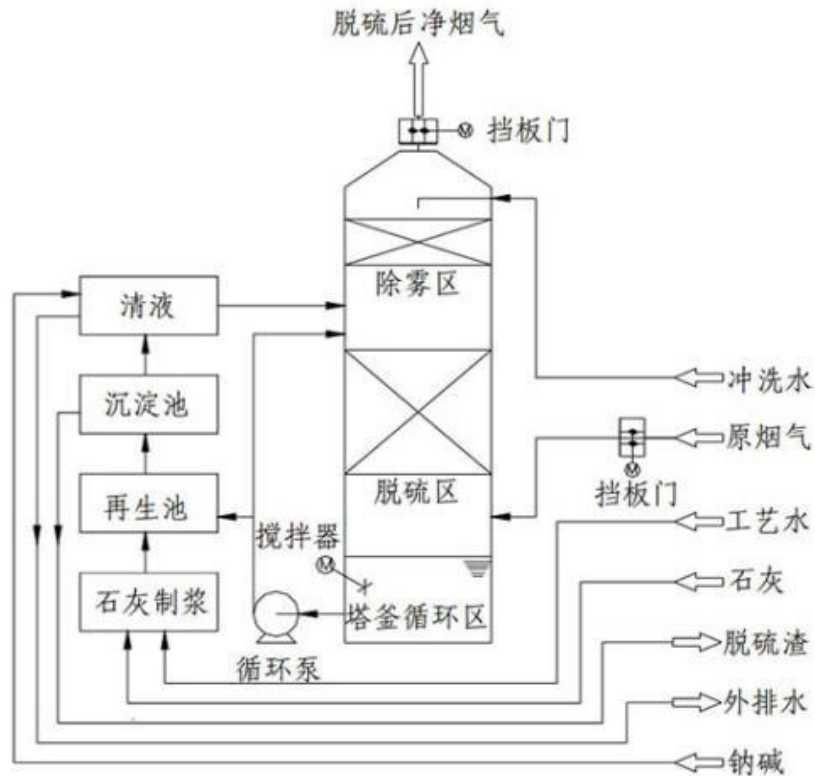 脱硫后净烟气
M
挡板门
除雾区
清液
冲洗水
沉淀池
原烟气
M
挡板门
脱硫区
再生池
搅拌器
M
工艺水
石灰
石灰制浆
塔釜循环区
脱硫渣
循环泵
外排水
钠碱